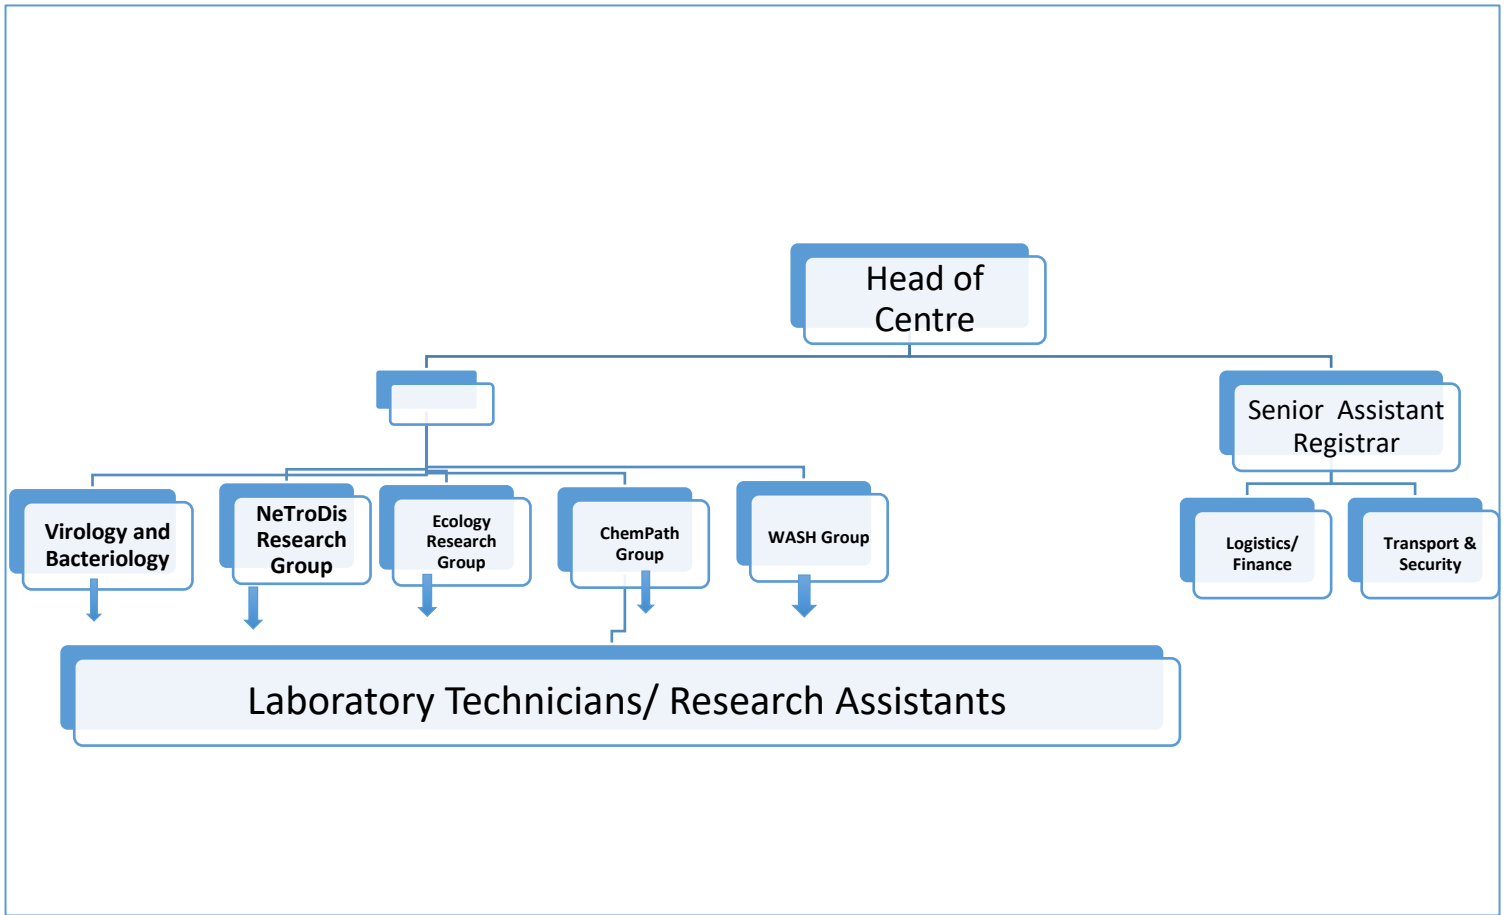 Head of
Centre
Senior Assistant
Registrar
Virology and
Bacteriology
NeTroDis
Research
Group
Ecology
Research
Group
ChemPath
Group
WASH Group
Logistics/
Finance
Transport &
Security
Laboratory Technicians/ Research Assistants